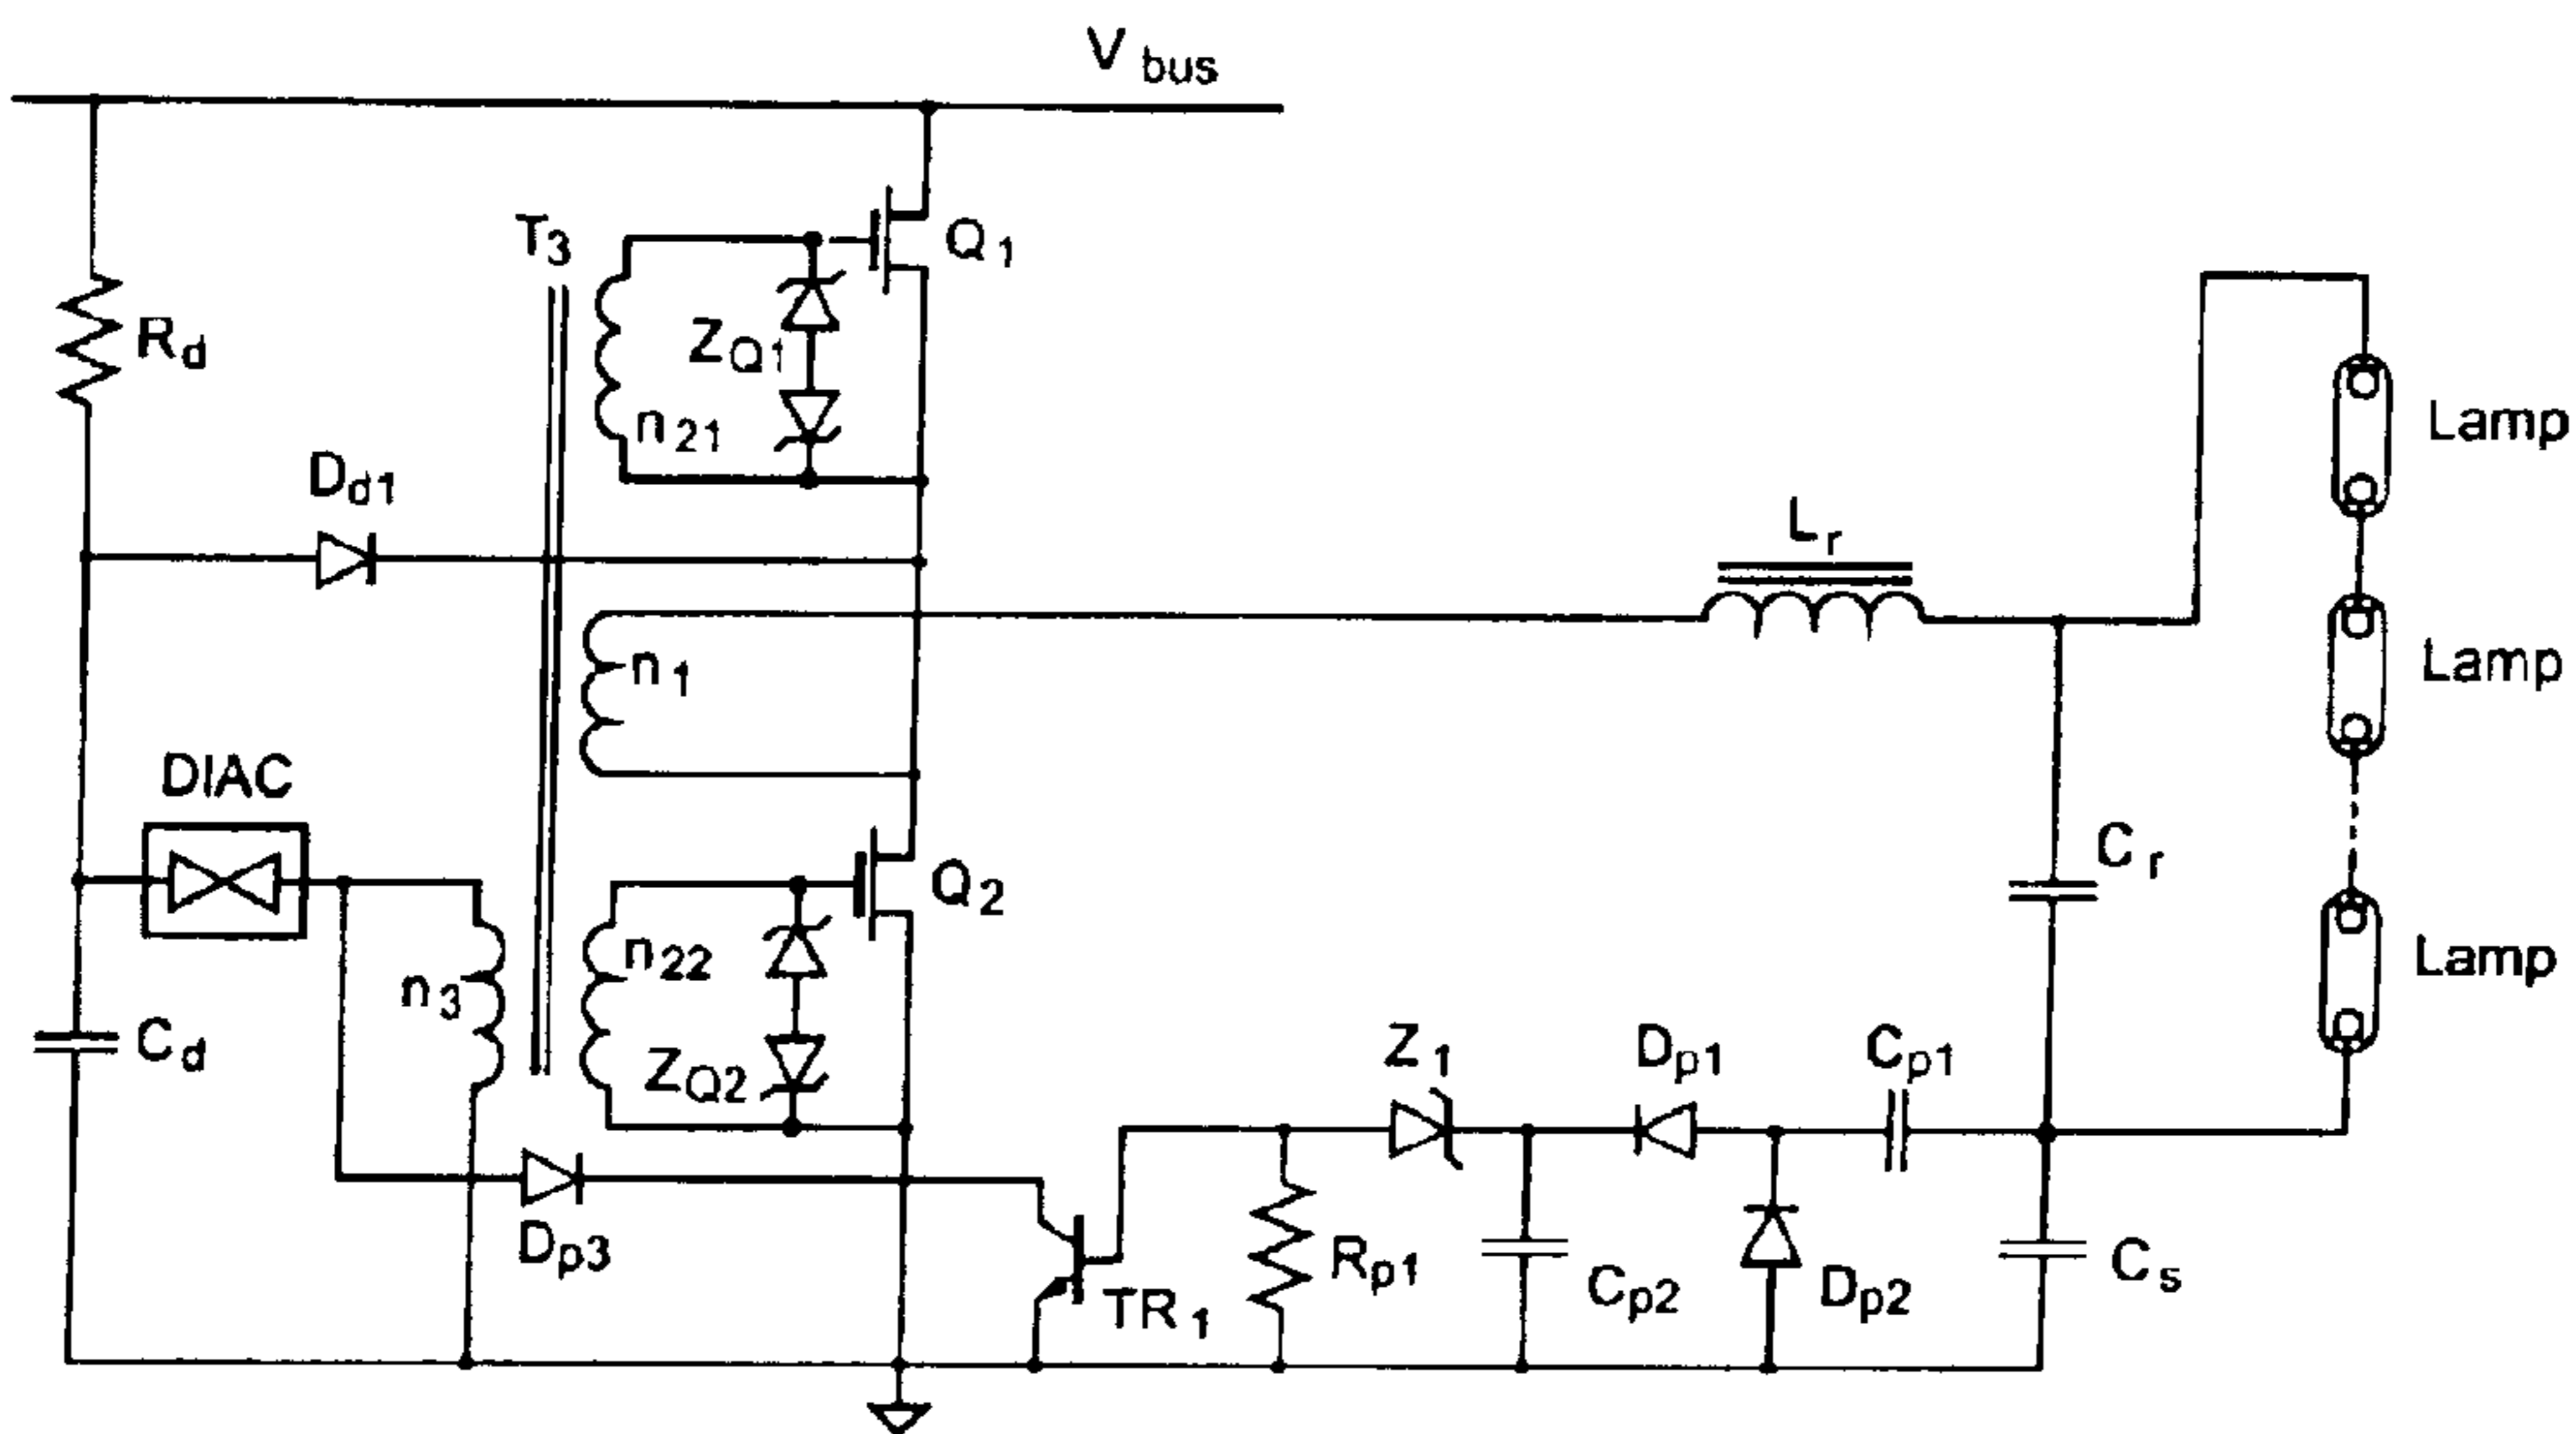 V bus
T3
Q1
Rd
ZQ1
n21
Dd1
Lr
Lamp
n1
Lamp
DIAC
Cr
Q2
n22
n3
Lamp
Cd
ZQ2
Z1
Dp1
Cp1
Dp3
TR1
Rp1
Cp2
Dp2
Cs